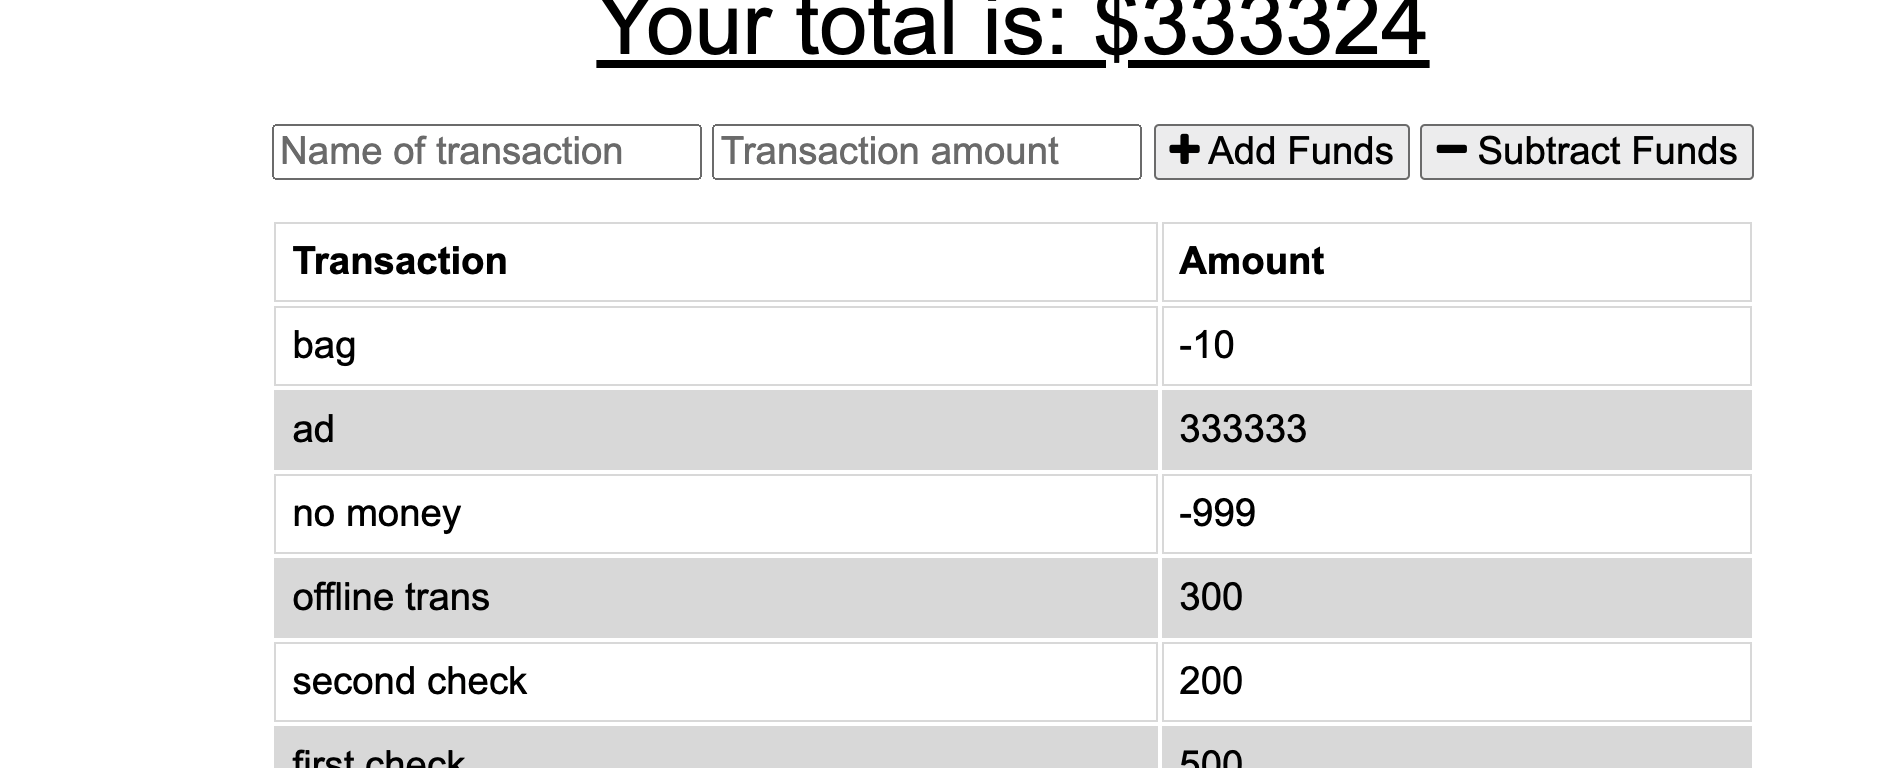 Your total is: $333324
Name of transaction Transaction amount Add Funds Subtract Funds
Transaction Amount
bag -10
ad 333333
no money -999
offline trans 300
second check 200
first check 500